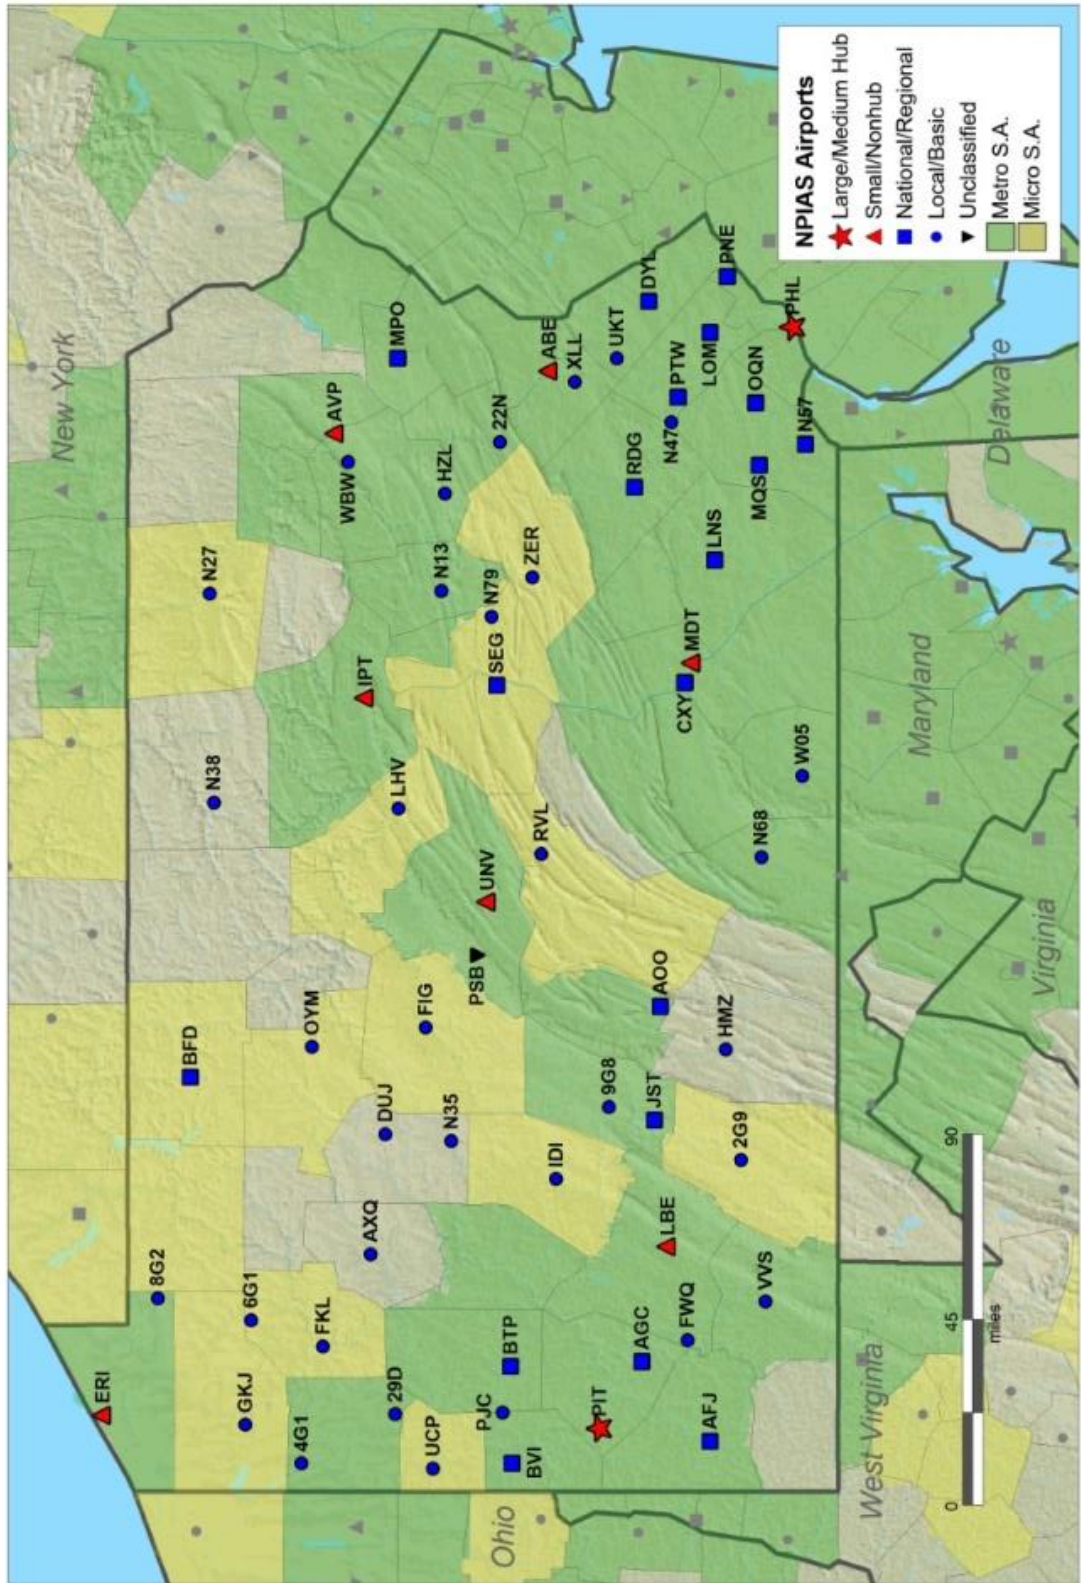 New York
ERI
8G2
BFD
N38
N27
GKJ
6G1
4G1
FKL
OYM
IPT
AVP
WBW
MPO
29D
AXQ
DUJ
LHV
UCP
N35
FIG
N13
HZL
PJC
BTP
BVI
PSB
UNV
SEG
N79
22N
Ohio
IDI
RVL
ZER
ABE
XLL
PIT
9G8
UKT
AGC
LBE
JST
AOO
RDG
DYL
FWQ
CXY
MDT
N47
PTW
AFJ
LNS
LOM
PNE
2G9
HMZ
VVS
N68
W05
MQS
OQN
PHL
N57
West Virginia
Maryland
Delaware
Virginia
0 45 90
miles
NPIAS Airports
Large/Medium Hub
Small/Nonhub
National/Regional
Local/Basic
Unclassified
Metro S.A.
Micro S.A.